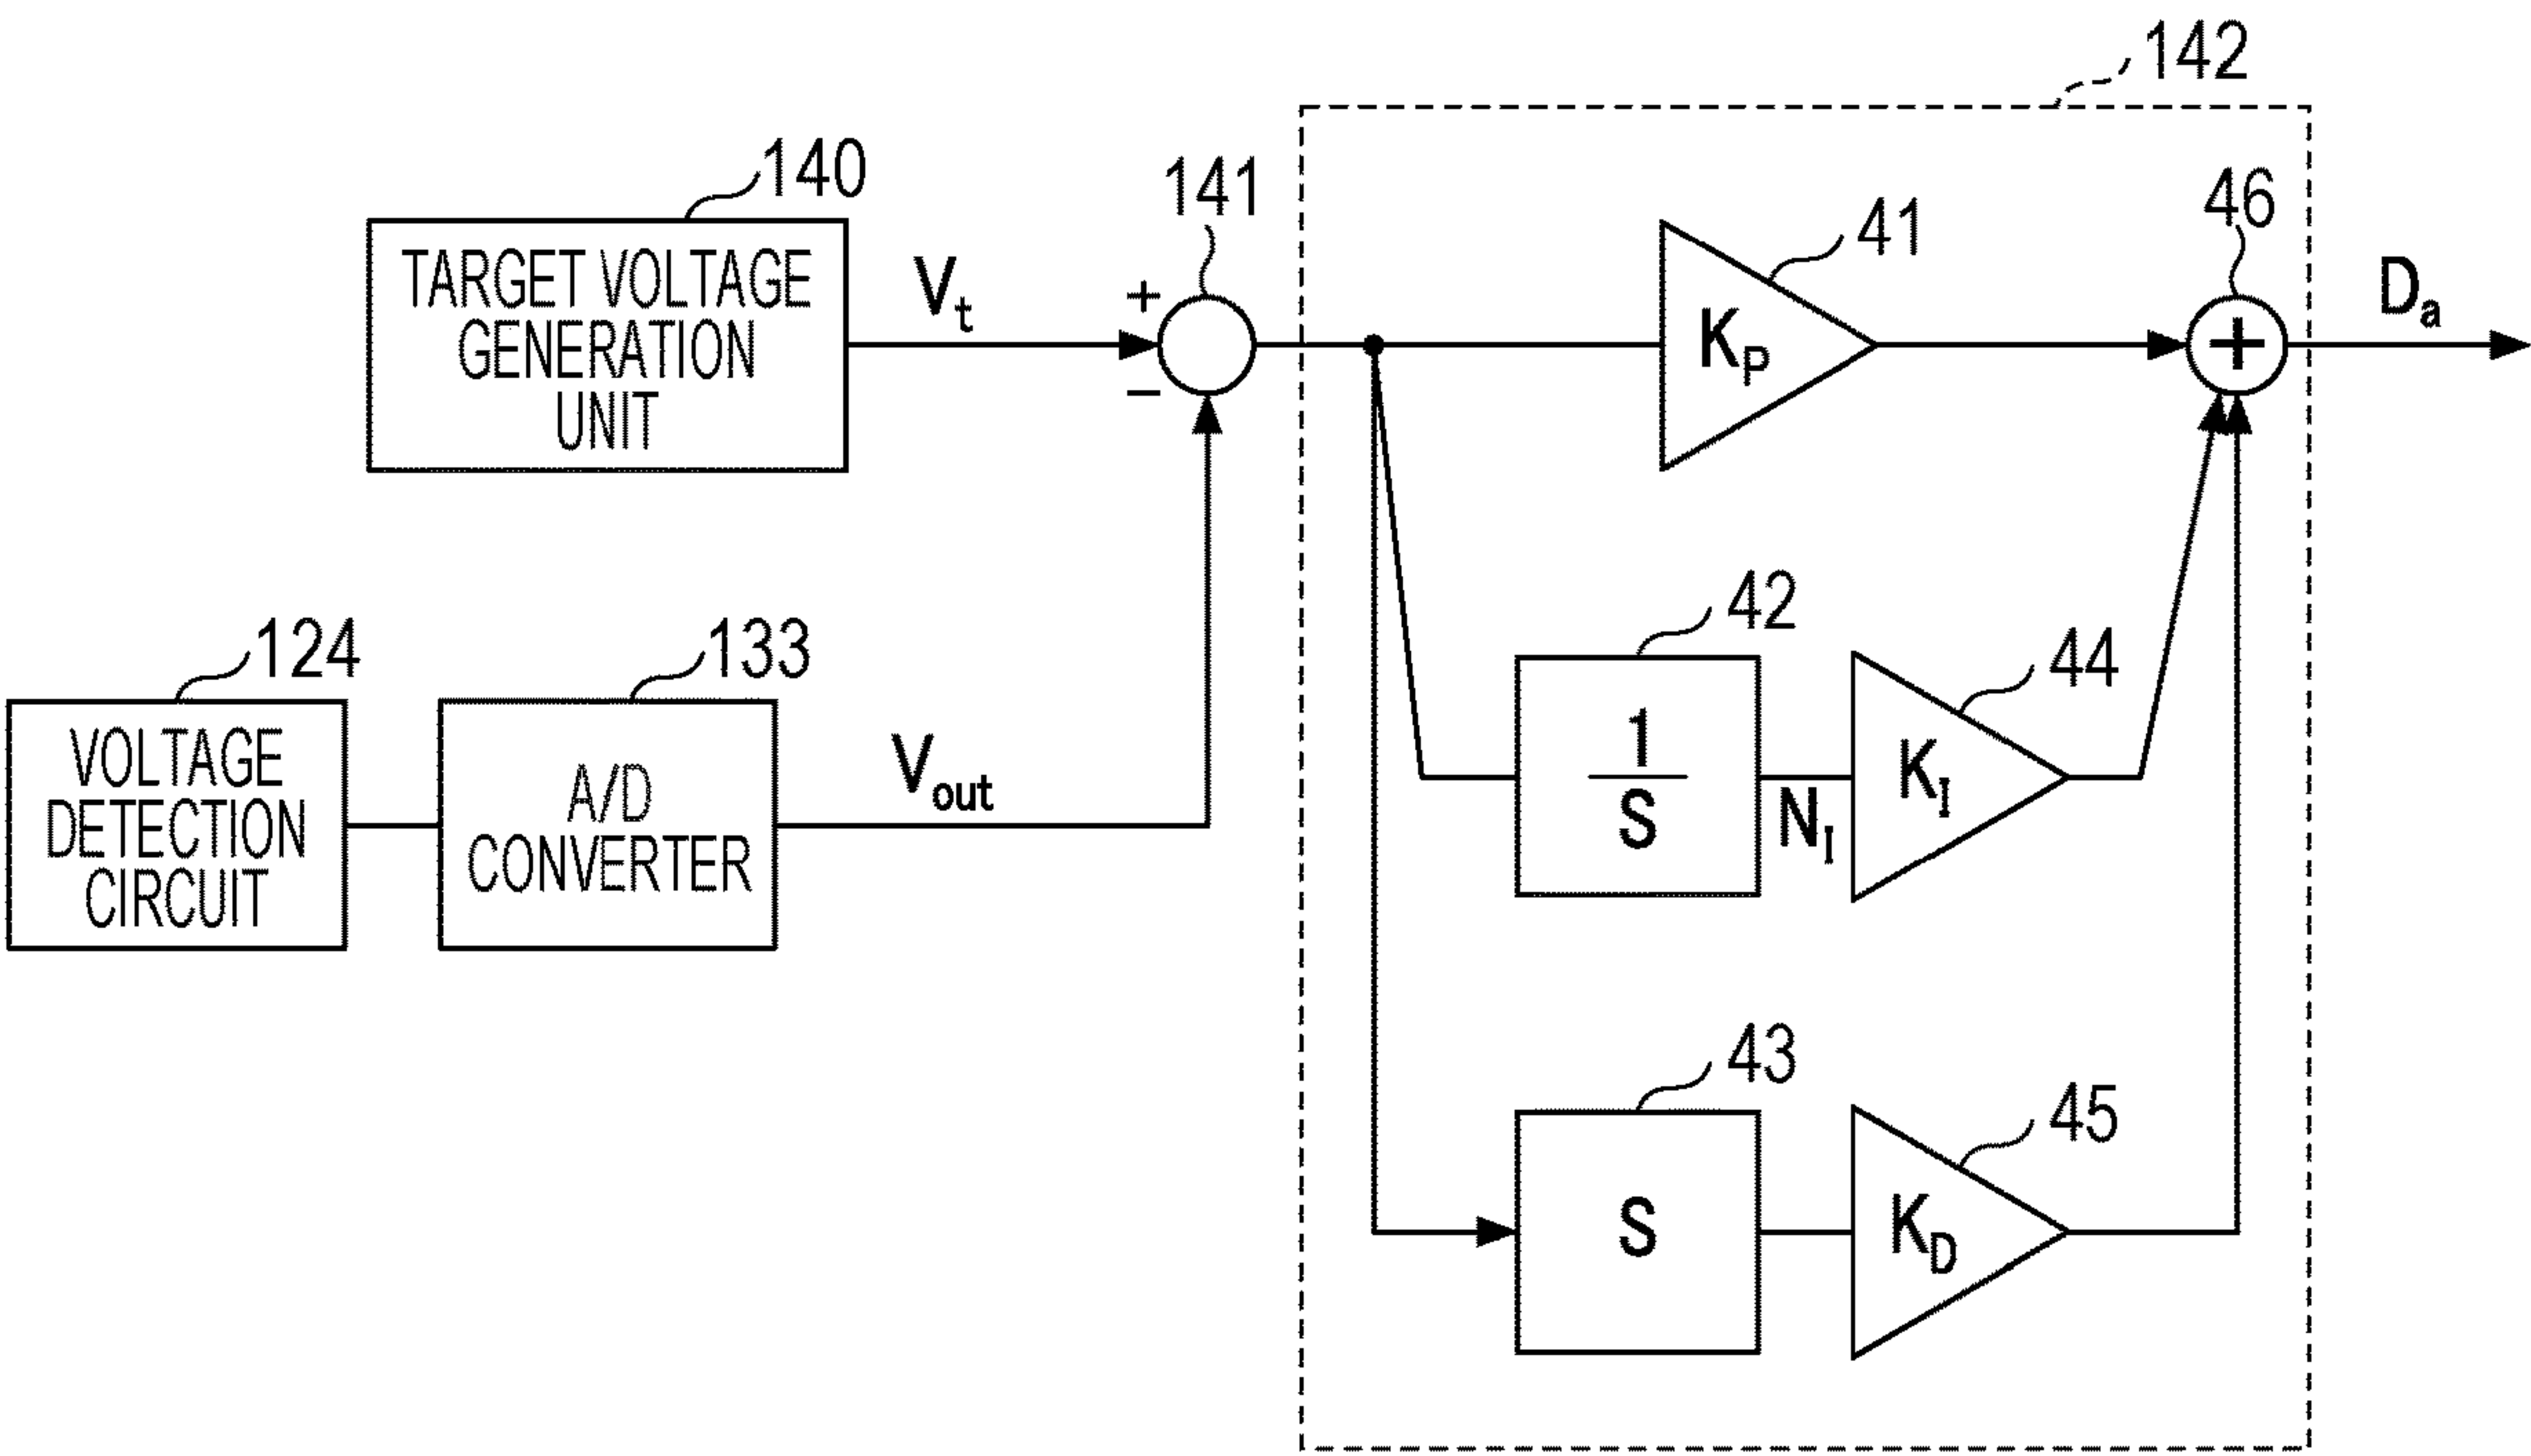 142
140
141
46
41
TARGET VOLTAGE
GENERATION
UNIT
Vt
+
−
KP
+
Da
42
44
124
133
VOLTAGE
DETECTION
CIRCUIT
A/D
CONVERTER
Vout
1
S
NI
KI
43
45
S
KD